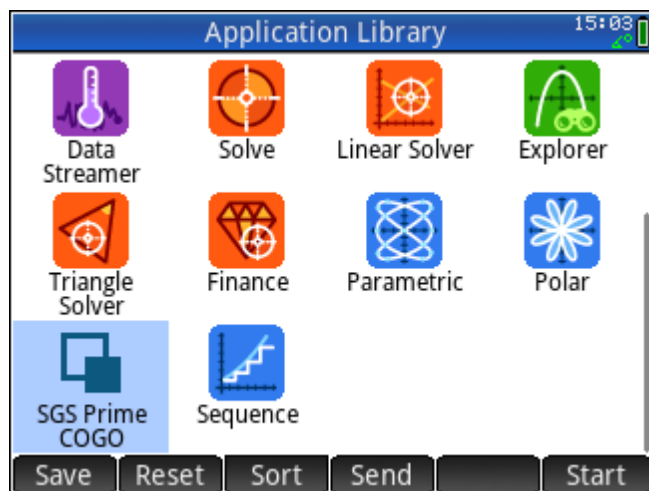 Application Library
15:03
Data
Streamer
Solve
Linear Solver
Explorer
Triangle
Solver
Finance
Parametric
Polar
SGS Prime
COGO
Sequence
Save
Reset
Sort
Send
Start